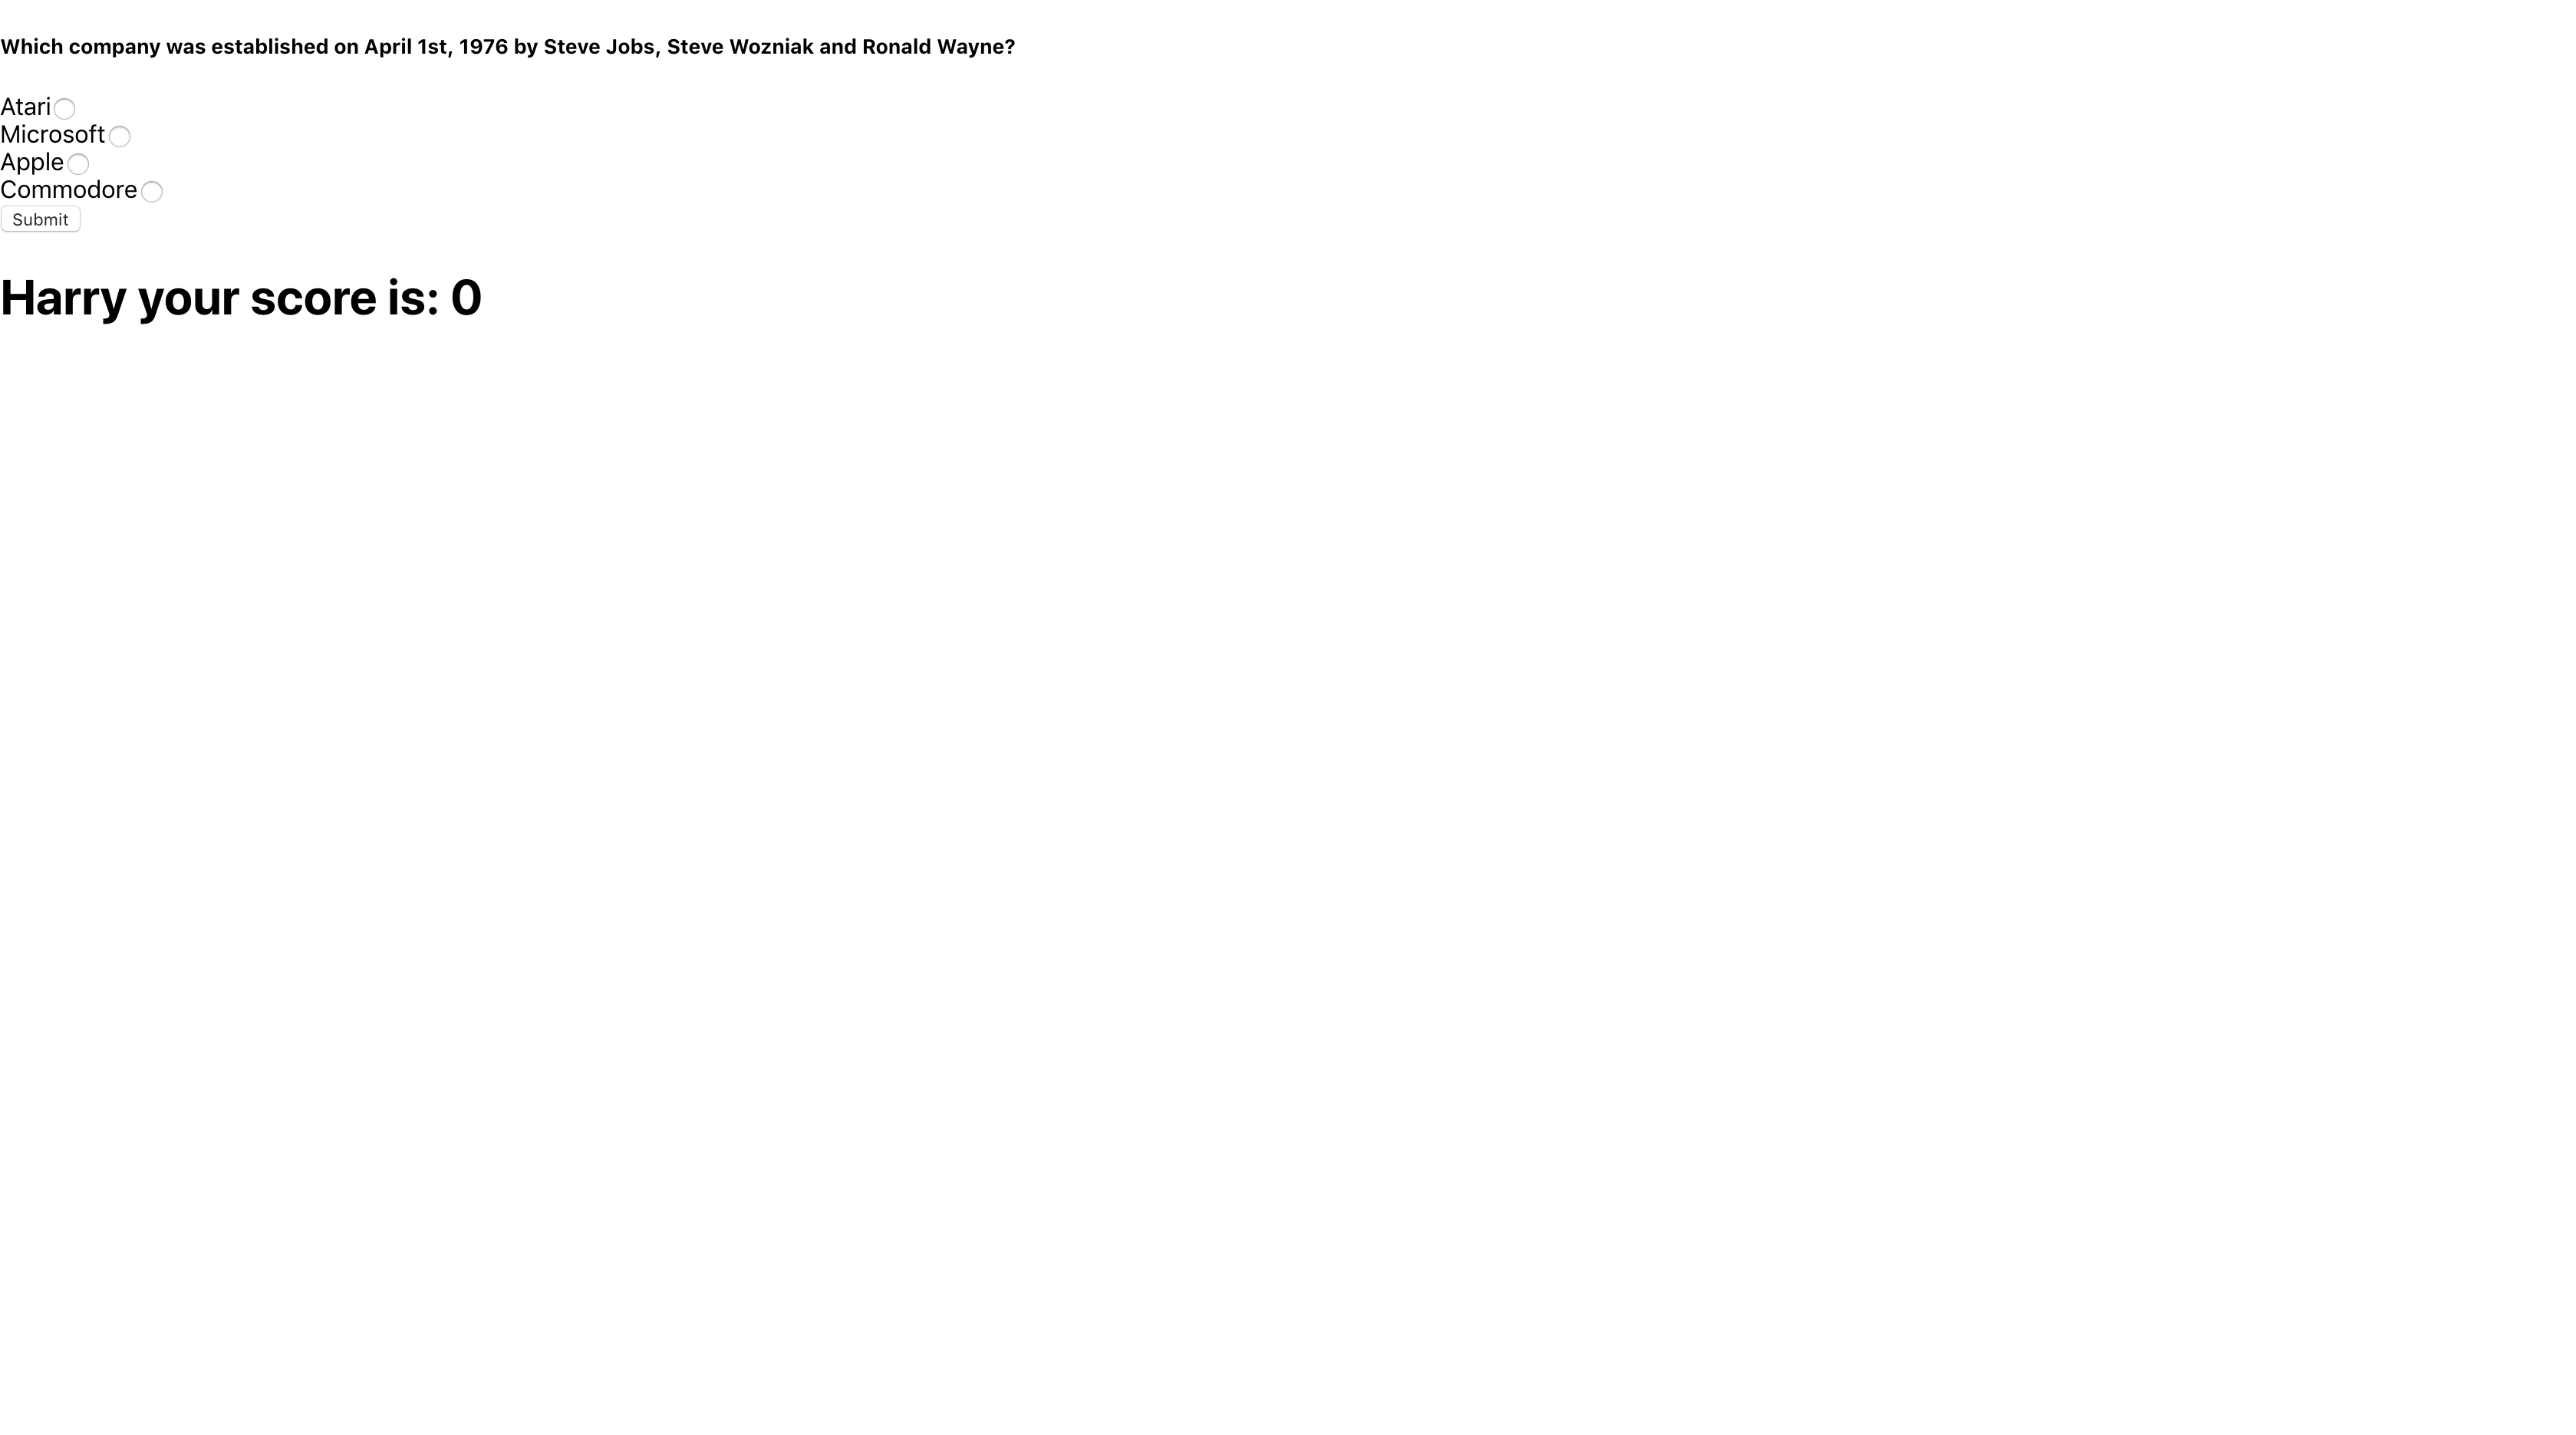 Which company was established on April 1st, 1976 by Steve Jobs, Steve Wozniak and Ronald Wayne?
Atari
Microsoft
Apple
Commodore
Submit
Harry your score is: 0